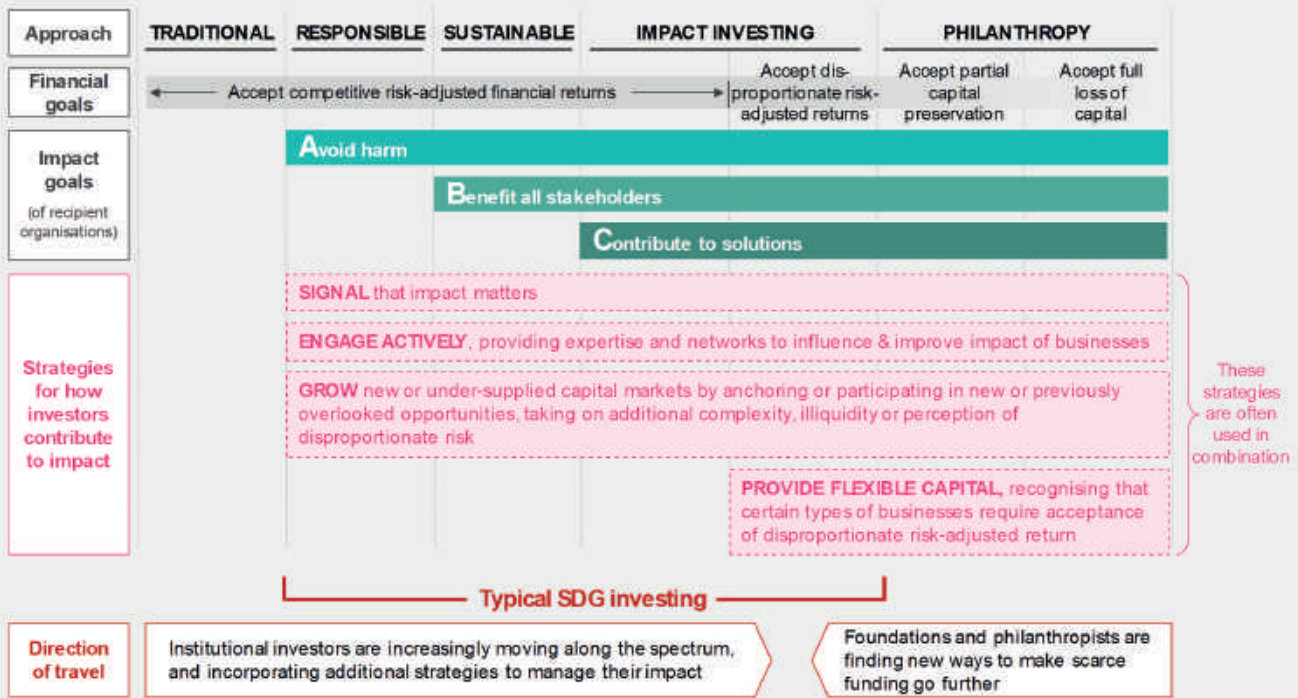 Approach
TRADITIONAL
RESPONSIBLE
SUSTAINABLE
IMPACT INVESTING
PHILANTHROPY
Financial
goals
Accept competitive risk-adjusted financial returns
Accept dis-
proportionate risk-
adjusted returns
Accept partial
capital
preservation
Accept full
loss of
capital
Impact
goals
(of recipient
organisations)
Avoid harm
Benefit all stakeholders
Contribute to solutions
Strategies
for how
investors
contribute
to impact
SIGNAL that impact matters
ENGAGE ACTIVELY, providing expertise and networks to influence & improve impact of businesses
GROW new or under-supplied capital markets by anchoring or participating in new or previously
overlooked opportunities, taking on additional complexity, illiquidity or perception of
disproportionate risk
PROVIDE FLEXIBLE CAPITAL, recognising that
certain types of businesses require acceptance
of disproportionate risk-adjusted return
These
strategies
are often
used in
combination
Typical SDG investing
Direction
of travel
Institutional investors are increasingly moving along the spectrum,
and incorporating additional strategies to manage their impact
Foundations and philanthropists are
finding new ways to make scarce
funding go further